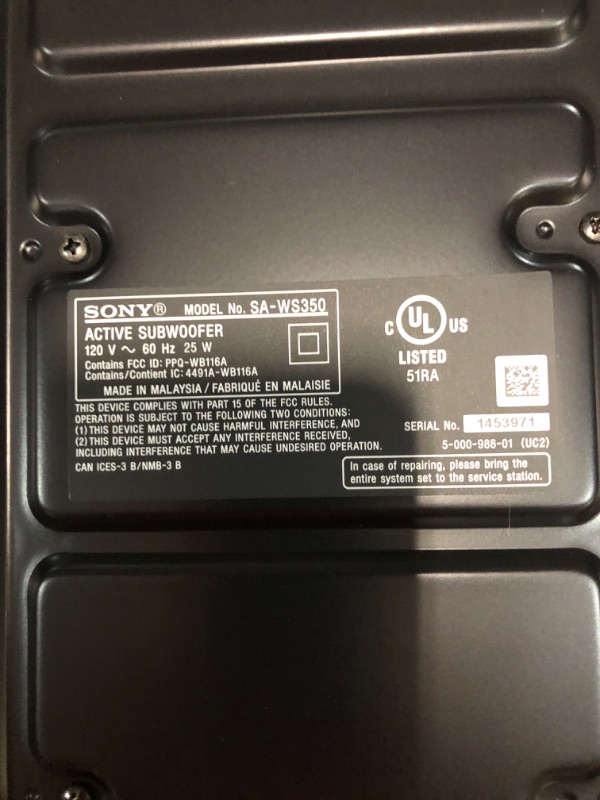 SONY® MODEL No. SA-WS350
ACTIVE SUBWOOFER
120 V ~ 60 Hz 25 W
Contains FCC ID: PPQ-WB116A
Contains/Contient IC: 4491A-WB116A
MADE IN MALAYSIA / FABRIQUÉ EN MALAISIE
THIS DEVICE COMPLIES WITH PART 15 OF THE FCC RULES.
OPERATION IS SUBJECT TO THE FOLLOWING TWO CONDITIONS:
(1) THIS DEVICE MAY NOT CAUSE HARMFUL INTERFERENCE, AND
(2) THIS DEVICE MUST ACCEPT ANY INTERFERENCE RECEIVED,
INCLUDING INTERFERENCE THAT MAY CAUSE UNDESIRED OPERATION.
CAN ICES-3 B/NMB-3 B
C UL US
LISTED
51RA
SERIAL No. 1453971
5-000-988-01 (UC2)
In case of repairing, please bring the
entire system set to the service station.